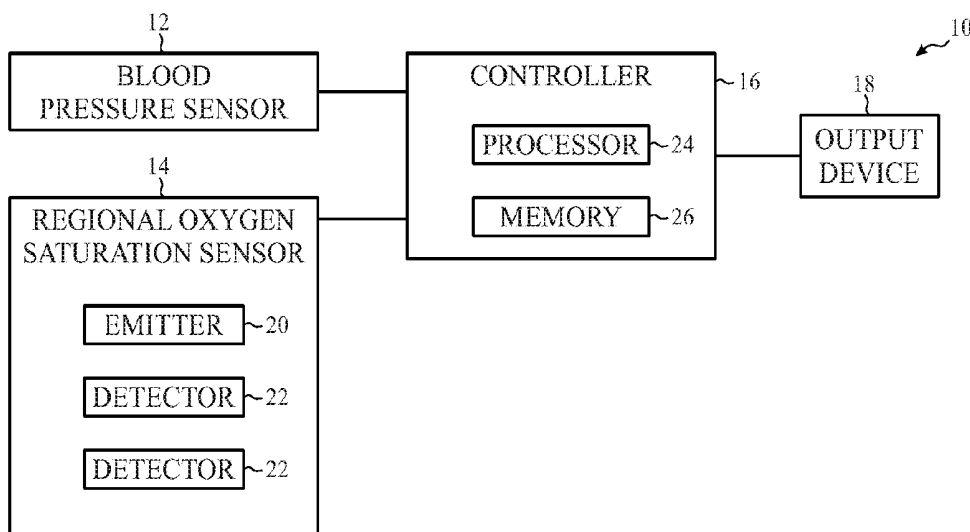 10
12
BLOOD
PRESSURE SENSOR
14
REGIONAL OXYGEN
SATURATION SENSOR
EMITTER 20
DETECTOR 22
DETECTOR 22
CONTROLLER
16
PROCESSOR 24
MEMORY 26
18
OUTPUT
DEVICE